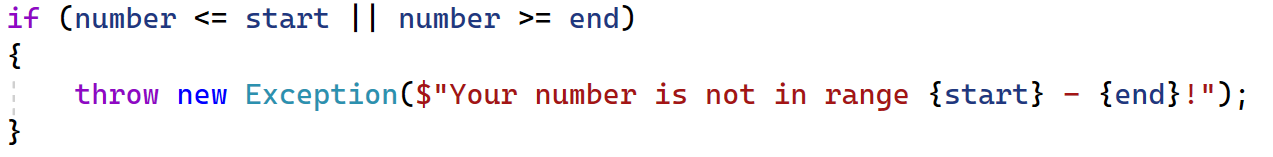 if (number <= start || number >= end)
{
    throw new Exception($"Your number is not in range {start} - {end}!");
}